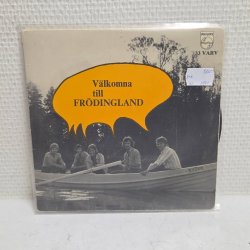 Välkomna
till
FRÖDINGLAND
PHILIPS
33 VARV